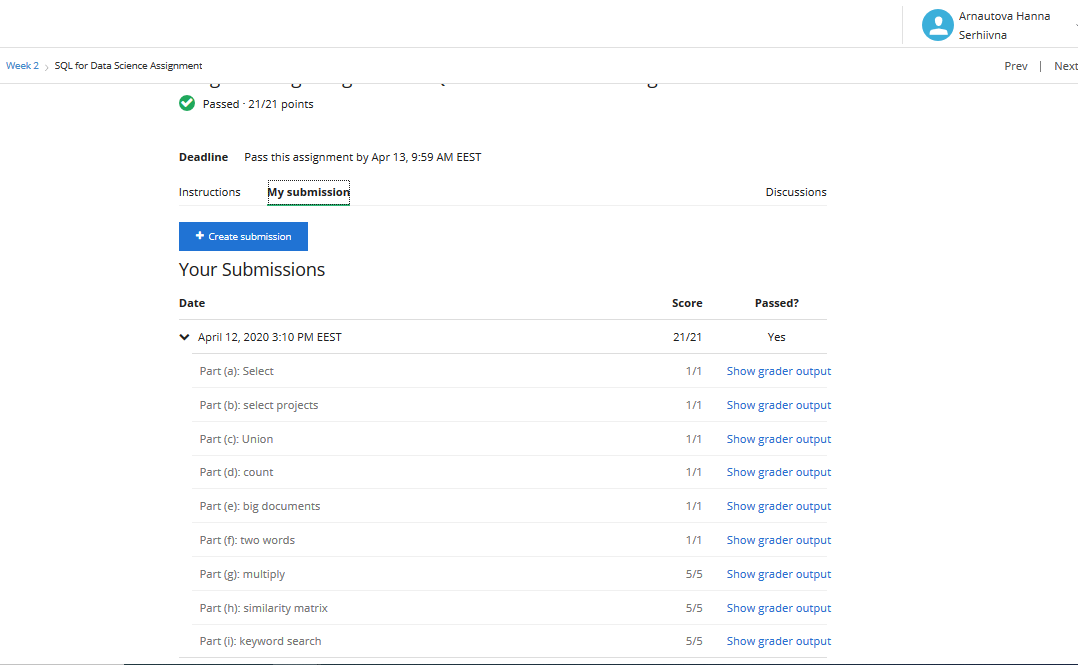 Arnautova Hanna
Serhiivna
Week 2 › SQL for Data Science Assignment Prev | Next
Passed · 21/21 points
Deadline Pass this assignment by Apr 13, 9:59 AM EEST
Instructions My submission Discussions
+ Create submission
Your Submissions
Date Score Passed?
April 12, 2020 3:10 PM EEST 21/21 Yes
Part (a): Select 1/1 Show grader output
Part (b): select projects 1/1 Show grader output
Part (c): Union 1/1 Show grader output
Part (d): count 1/1 Show grader output
Part (e): big documents 1/1 Show grader output
Part (f): two words 1/1 Show grader output
Part (g): multiply 5/5 Show grader output
Part (h): similarity matrix 5/5 Show grader output
Part (i): keyword search 5/5 Show grader output